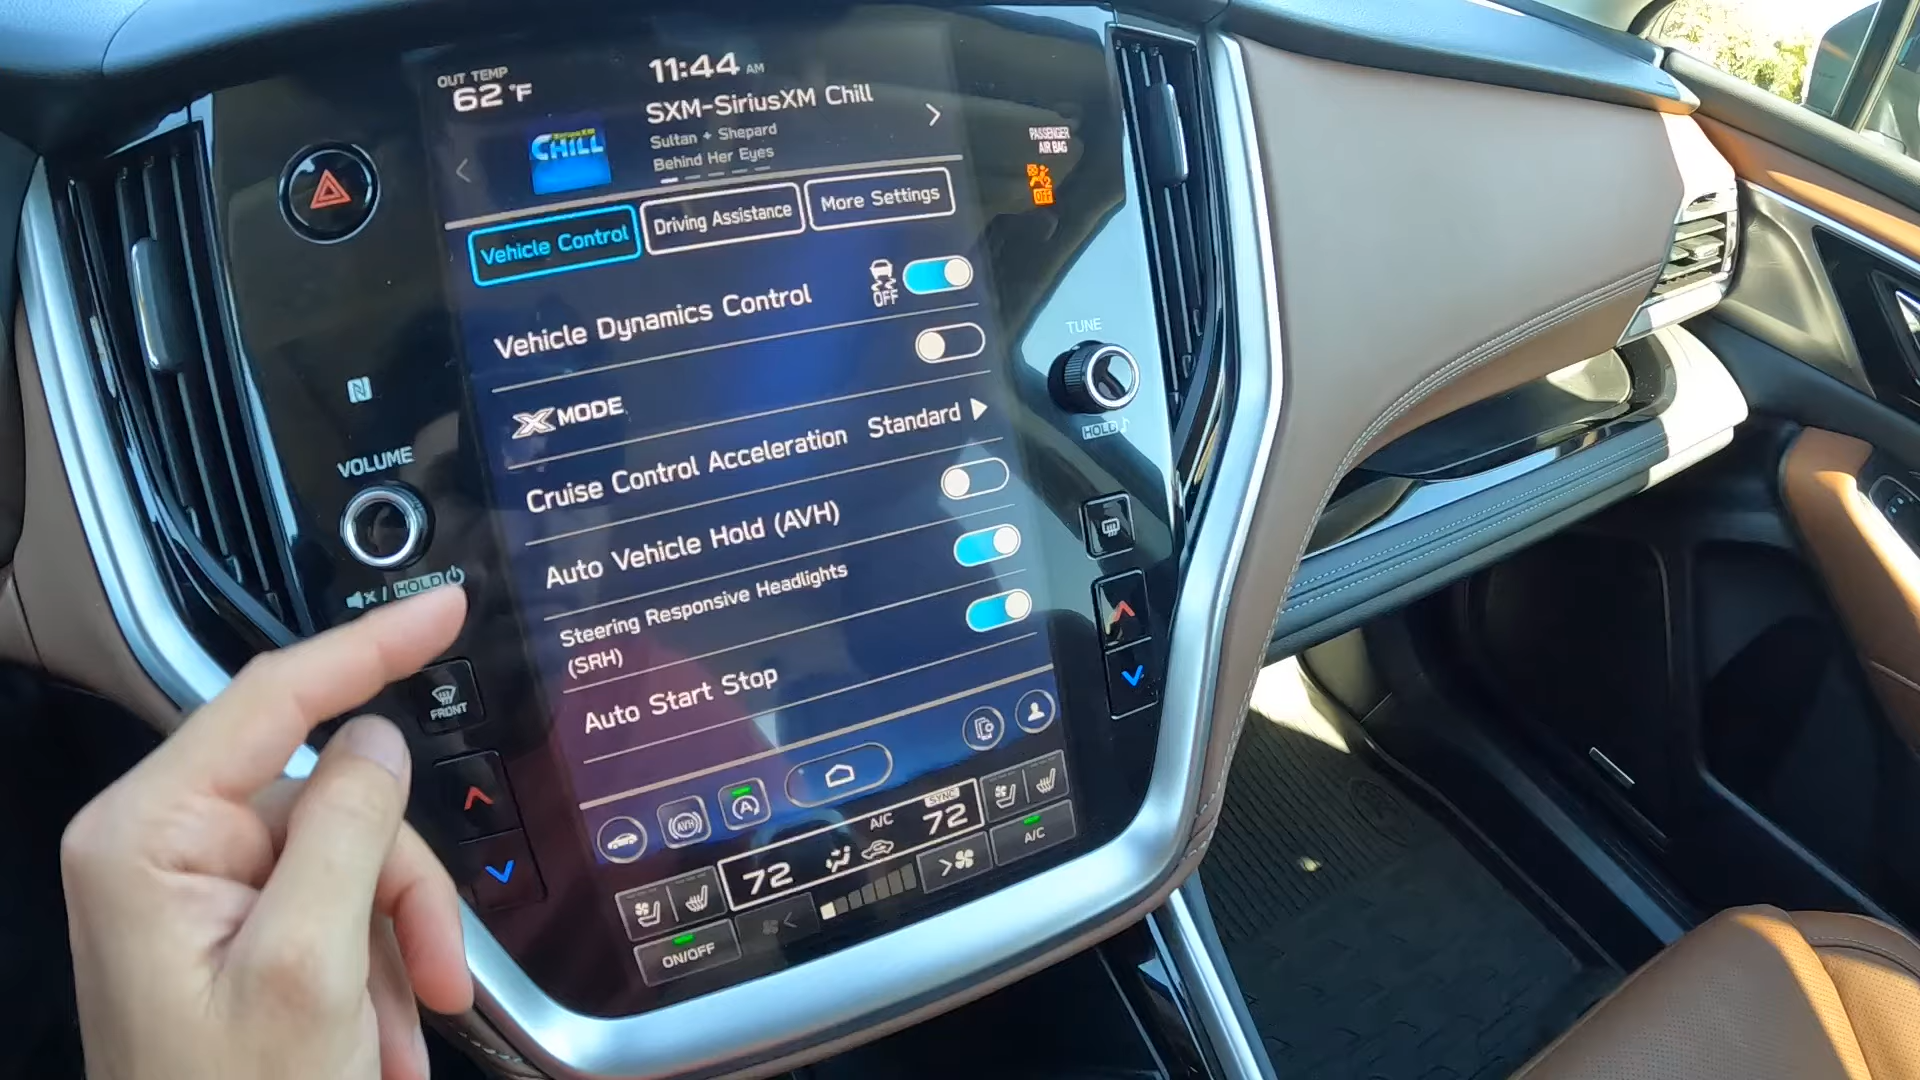 OUT TEMP
62 °F
11:44 AM
SXM-SiriusXM Chill
Sultan + Shepard
Behind Her Eyes
SiriusXM
CHILL
PASSENGER
AIR BAG
2
OFF
Vehicle Control
Driving Assistance
More Settings
Vehicle Dynamics Control
OFF
X MODE
Cruise Control Acceleration
Standard
Auto Vehicle Hold (AVH)
Steering Responsive Headlights
(SRH)
Auto Start Stop
N
VOLUME
/ HOLD
FRONT
TUNE
HOLD
AVH
A
A/C
SYNC
72
72
A/C
ON/OFF